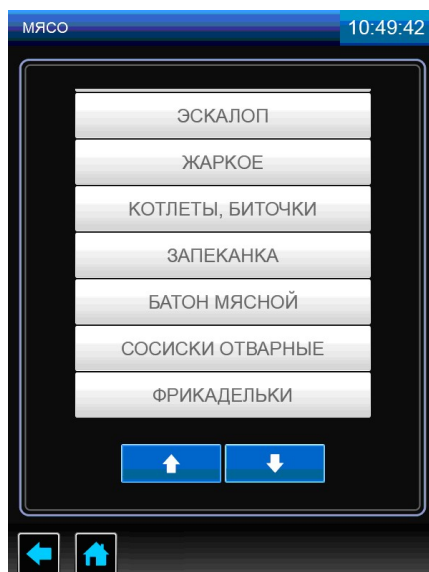 МЯСО
10:49:42
ЭСКАЛОП
ЖАРКОЕ
КОТЛЕТЫ, БИТОЧКИ
ЗАПЕКАНКА
БАТОН МЯСНОЙ
СОСИСКИ ОТВАРНЫЕ
ФРИКАДЕЛЬКИ